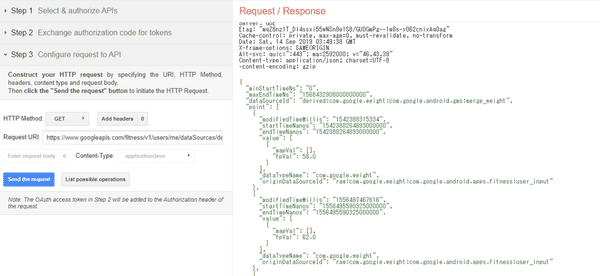 Step 1 Select & authorize APIs
Step 2 Exchange authorization code for tokens
Step 3 Configure request to API
Construct your HTTP request by specifying the URI, HTTP Method,
headers, content type and request body.
Then click the "Send the request" button to initiate the HTTP Request.
HTTP Method: GET Add headers 0
Request URI: https://www.googleapis.com/fitness/v1/users/me/dataSources/de
Enter request body 0 Content-Type: application/json
Send the request List possible operations
Note: The OAuth access token in Step 2 will be added to the Authorization header of
the request.
Request / Response
Server: GSE
Cache-control: private, max-age=0, must-revalidate, no-transform
Date: Sat, 14 Sep 2019 03:49:38 GMT
X-frame-options: SAMEORIGIN
Alt-svc: quic=":443"; ma=2592000; v="46,43,39"
Content-type: application/json; charset=UTF-8
-content-encoding: gzip
{
"minStartTimeNs": "0",
"dataSourceId": "derived:com.google.weight:com.google.android.gms:merge_weight",
"point": [
{
"modifiedTimeMillis": "1542388315334",
"startTimeNanos": "1542388264893000000",
"endTimeNanos": "1542388264893000000",
"value": [
{
"mapVal": [],
"fpVal": 58.0
}
],
"dataTypeName": "com.google.weight",
"originDataSourceId": "raw:com.google.weight:com.google.android.apps.fitness:user_input"
},
{
"modifiedTimeMillis": "1556497467616",
"startTimeNanos": "1556495590325000000",
"endTimeNanos": "1556495590325000000",
"value": [
{
"mapVal": [],
"fpVal": 62.0
}
],
"dataTypeName": "com.google.weight",
"originDataSourceId": "raw:com.google.weight:com.google.android.apps.fitness:user_input"
},